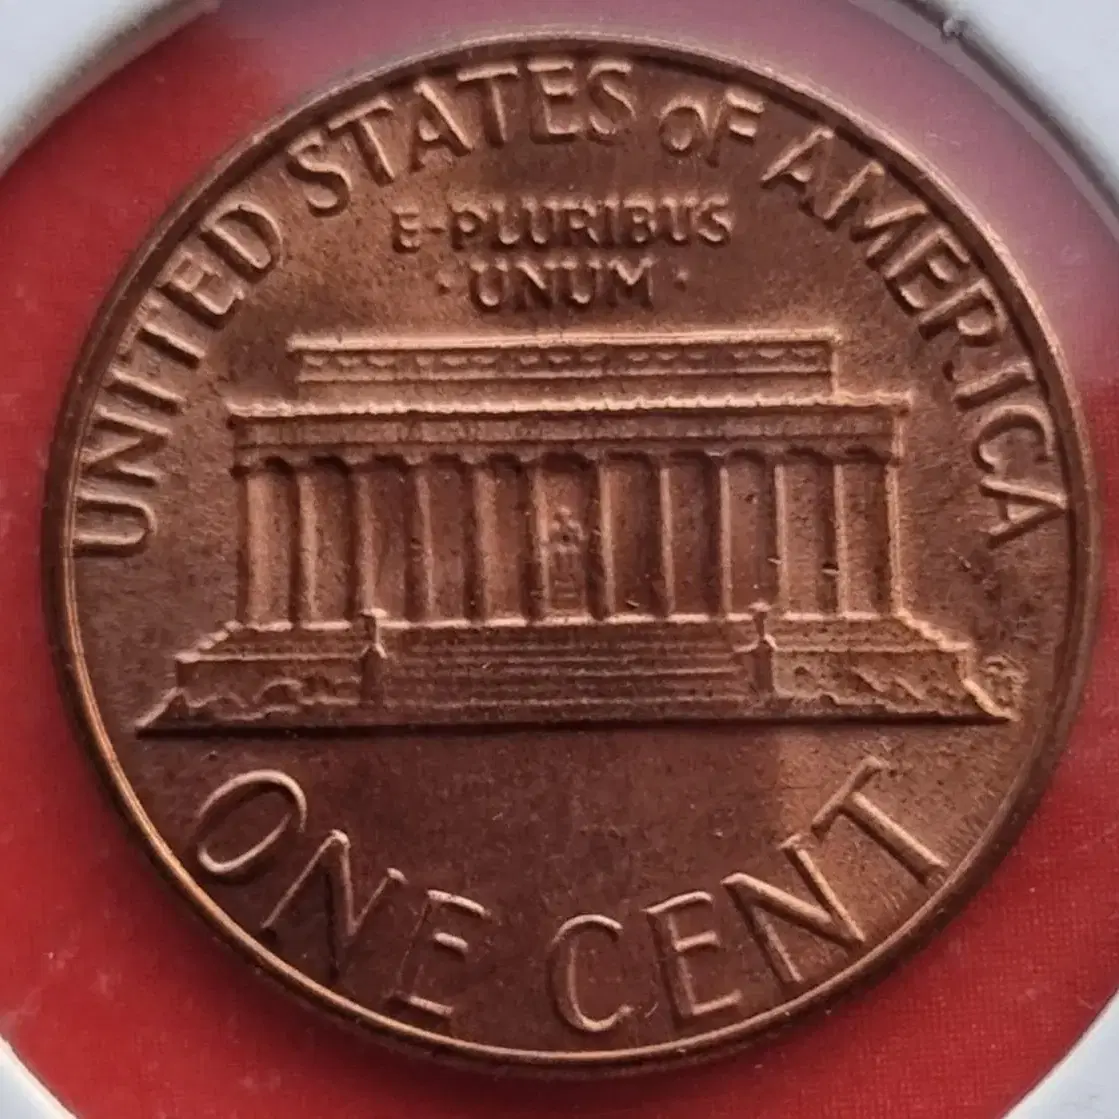 UNITED STATES OF AMERICA
E·PLURIBUS
·UNUM·
ONE CENT